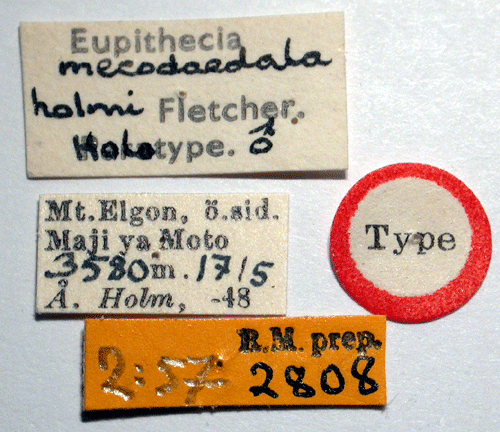 Eupithecia
mecodaedala
holmi Fletcher.
Holotype. ♂
Mt.Elgon, ö.sid.
Maji ya Moto
3580m. 17/5
Å. Holm, -48
Type
R.M. prep.
2:57: 2808